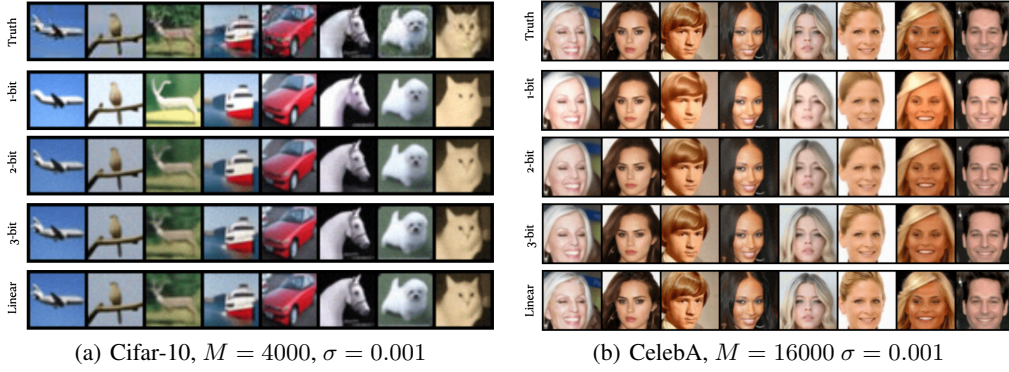 Truth
1-bit
2-bit
3-bit
Linear
(a) Cifar-10, M = 4000, σ = 0.001
Truth
1-bit
2-bit
3-bit
Linear
(b) CelebA, M = 16000 σ = 0.001